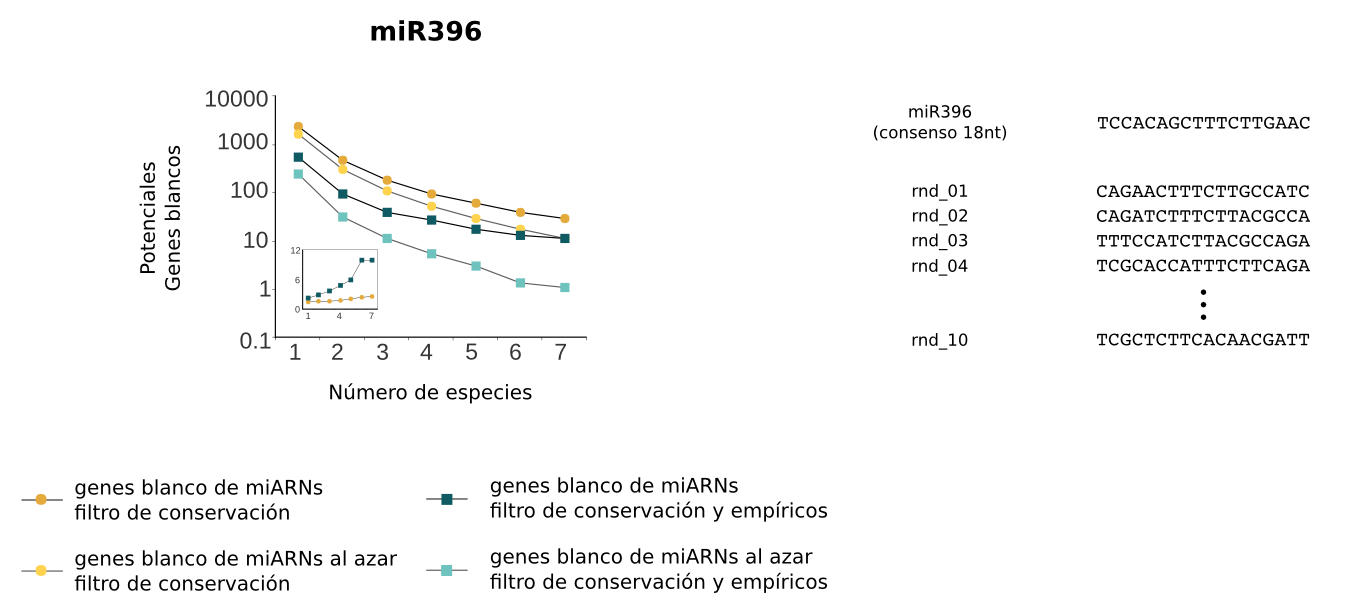 miR396
10000
1000
100
10
1
0.1
Potenciales
Genes blancos
12
6
0
1 4 7
1 2 3 4 5 6 7
Número de especies
miR396
(consenso 18nt)
TCCACAGCTTTCTTGAAC
rnd_01 CAGAACTTTCTTGCCATC
rnd_02 CAGATCTTTCTTACGCCA
rnd_03 TTTCCATCTTACGCCAGA
rnd_04 TCGCACCATTTCTTCAGA
rnd_10 TCGCTCTTCACAACGATT
genes blanco de miARNs
filtro de conservación
genes blanco de miARNs al azar
filtro de conservación
genes blanco de miARNs
filtro de conservación y empíricos
genes blanco de miARNs al azar
filtro de conservación y empíricos